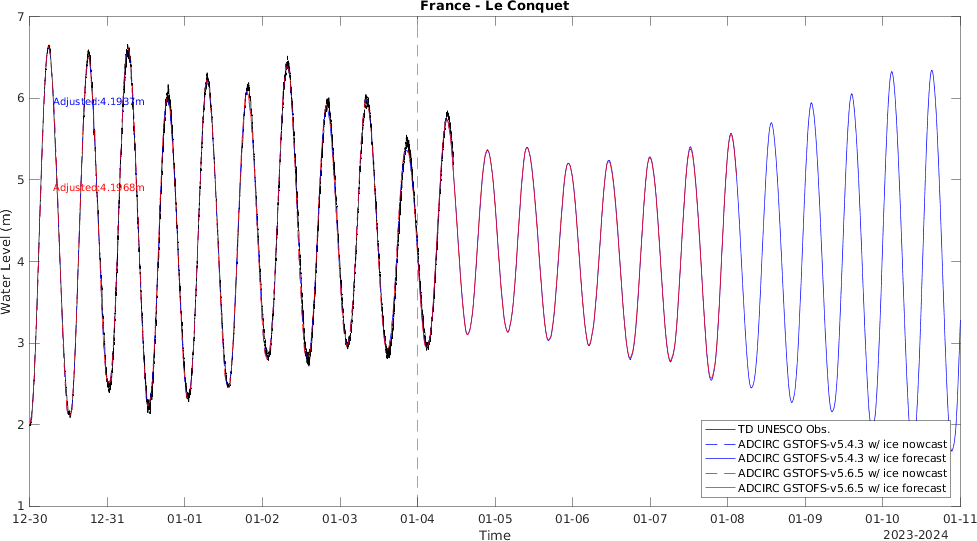 France - Le Conquet
7
6
5
4
3
2
1
Water Level (m)
Adjusted:4.1937m
Adjusted:4.1968m
TD UNESCO Obs.
ADCIRC GSTOFS-v5.4.3 w/ ice nowcast
ADCIRC GSTOFS-v5.4.3 w/ ice forecast
ADCIRC GSTOFS-v5.6.5 w/ ice nowcast
ADCIRC GSTOFS-v5.6.5 w/ ice forecast
12-30 12-31 01-01 01-02 01-03 01-04 01-05 01-06 01-07 01-08 01-09 01-10 01-11
Time
2023-2024